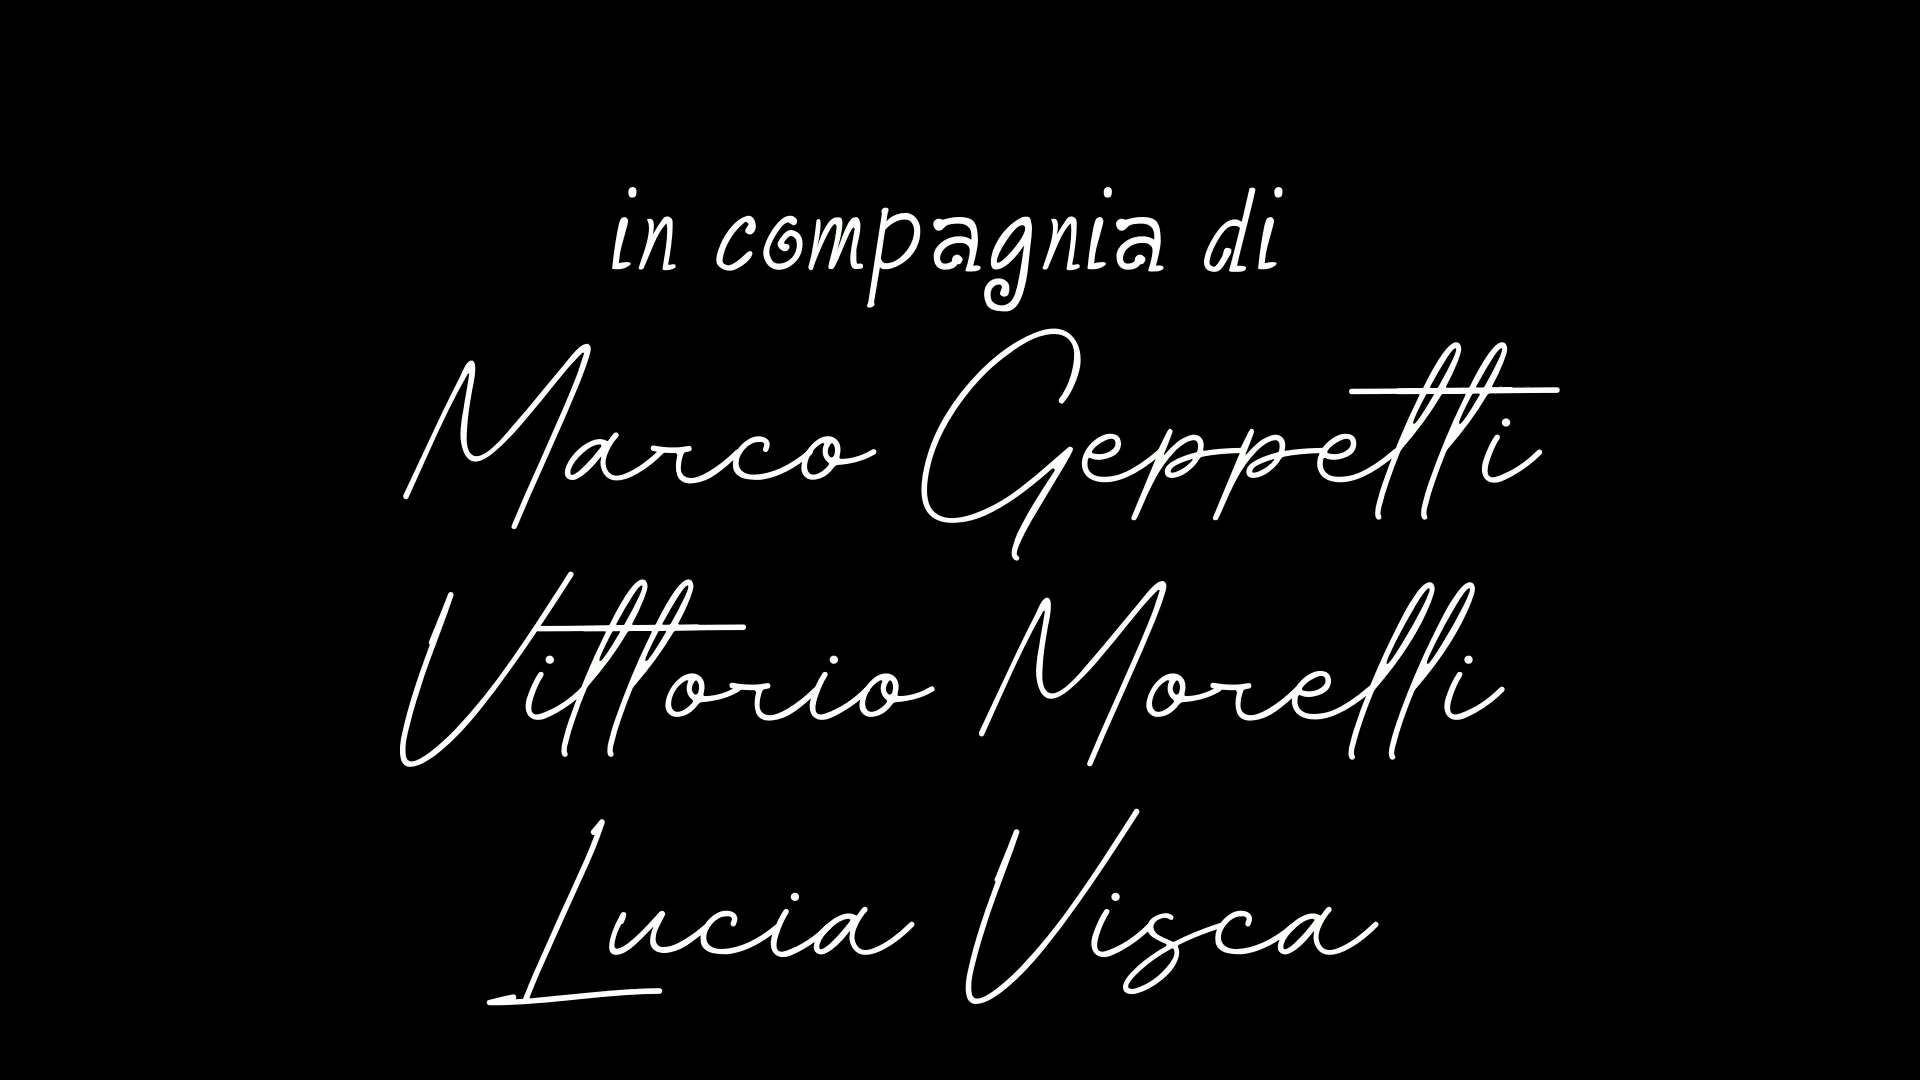 in compagnia di
Marco Geppetti
Vittorio Morelli
Lucia Visca